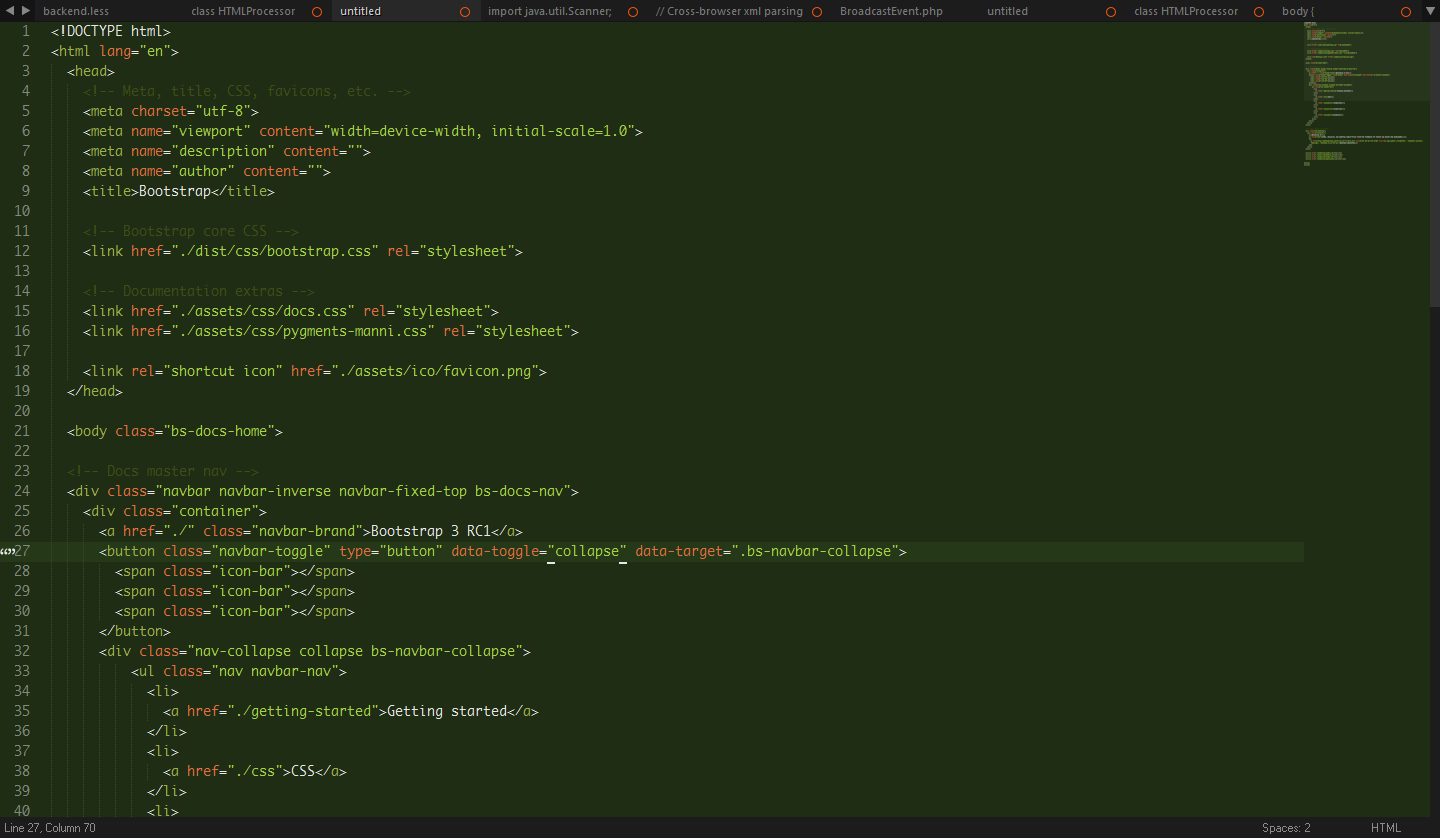 backend.less class HTMLProcessor untitled import java.util.Scanner; // Cross-browser xml parsing BroadcastEvent.php untitled class HTMLProcessor body {
1 <!DOCTYPE html>
2 <html lang="en">
3 <head>
4 <!-- Meta, title, CSS, favicons, etc. -->
5 <meta charset="utf-8">
6 <meta name="viewport" content="width=device-width, initial-scale=1.0">
7 <meta name="description" content="">
8 <meta name="author" content="">
9 <title>Bootstrap</title>
10
11 <!-- Bootstrap core CSS -->
12 <link href="./dist/css/bootstrap.css" rel="stylesheet">
13
14 <!-- Documentation extras -->
15 <link href="./assets/css/docs.css" rel="stylesheet">
16 <link href="./assets/css/pygments-manni.css" rel="stylesheet">
17
18 <link rel="shortcut icon" href="./assets/ico/favicon.png">
19 </head>
20
21 <body class="bs-docs-home">
22
23 <!-- Docs master nav -->
24 <div class="navbar navbar-inverse navbar-fixed-top bs-docs-nav">
25 <div class="container">
26 <a href="./" class="navbar-brand">Bootstrap 3 RC1</a>
27 <button class="navbar-toggle" type="button" data-toggle="collapse" data-target=".bs-navbar-collapse">
28 <span class="icon-bar"></span>
29 <span class="icon-bar"></span>
30 <span class="icon-bar"></span>
31 </button>
32 <div class="nav-collapse collapse bs-navbar-collapse">
33 <ul class="nav navbar-nav">
34 <li>
35 <a href="./getting-started">Getting started</a>
36 </li>
37 <li>
38 <a href="./css">CSS</a>
39 </li>
40 <li>
Line 27, Column 70 Spaces: 2 HTML